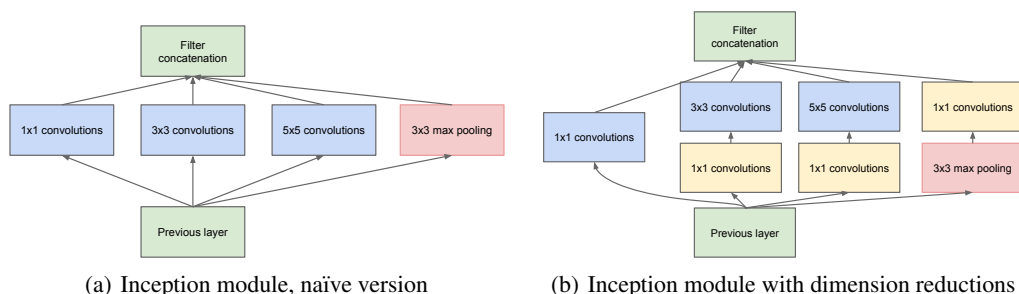 Filter
concatenation
1x1 convolutions
3x3 convolutions
5x5 convolutions
3x3 max pooling
Previous layer
(a) Inception module, naïve version
Filter
concatenation
3x3 convolutions
5x5 convolutions
1x1 convolutions
1x1 convolutions
1x1 convolutions
1x1 convolutions
3x3 max pooling
Previous layer
(b) Inception module with dimension reductions